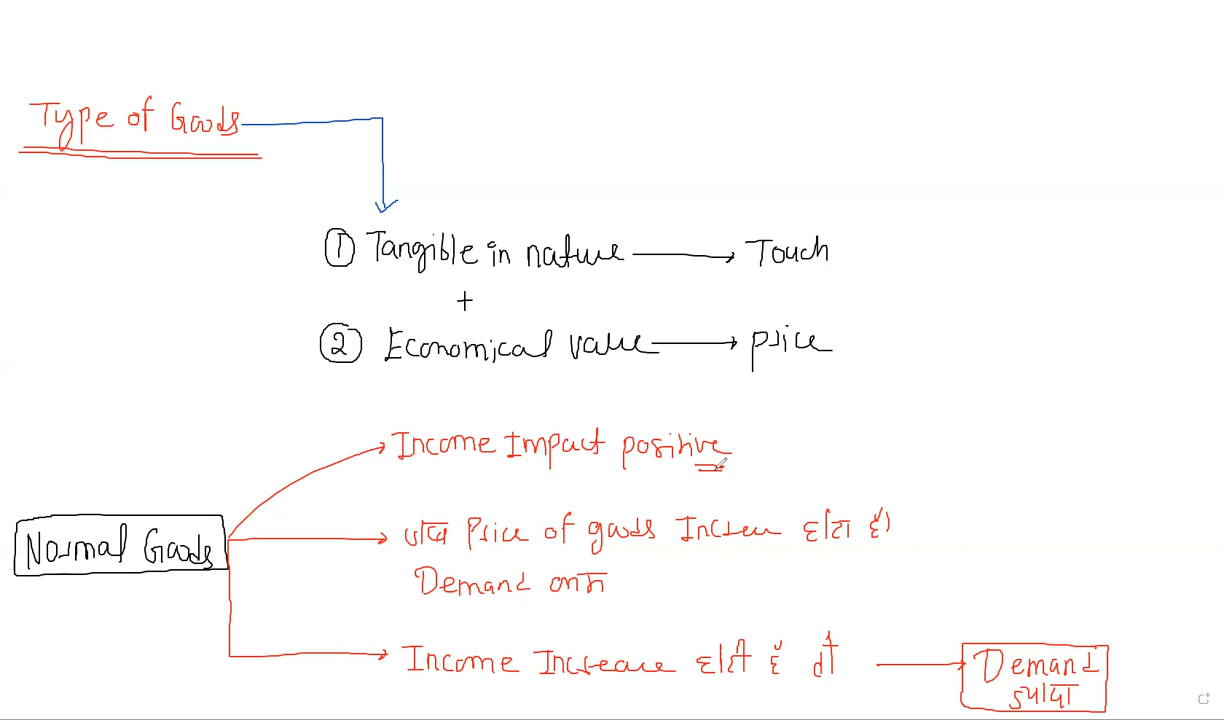 Type of Goods
① Tangible in nature → Touch
+
② Economical value → price
Income Impact positive
जब Price of goods Increase होता है
Normal Goods
Demand कम
Income Increase होती है तो → Demand ज्यादा